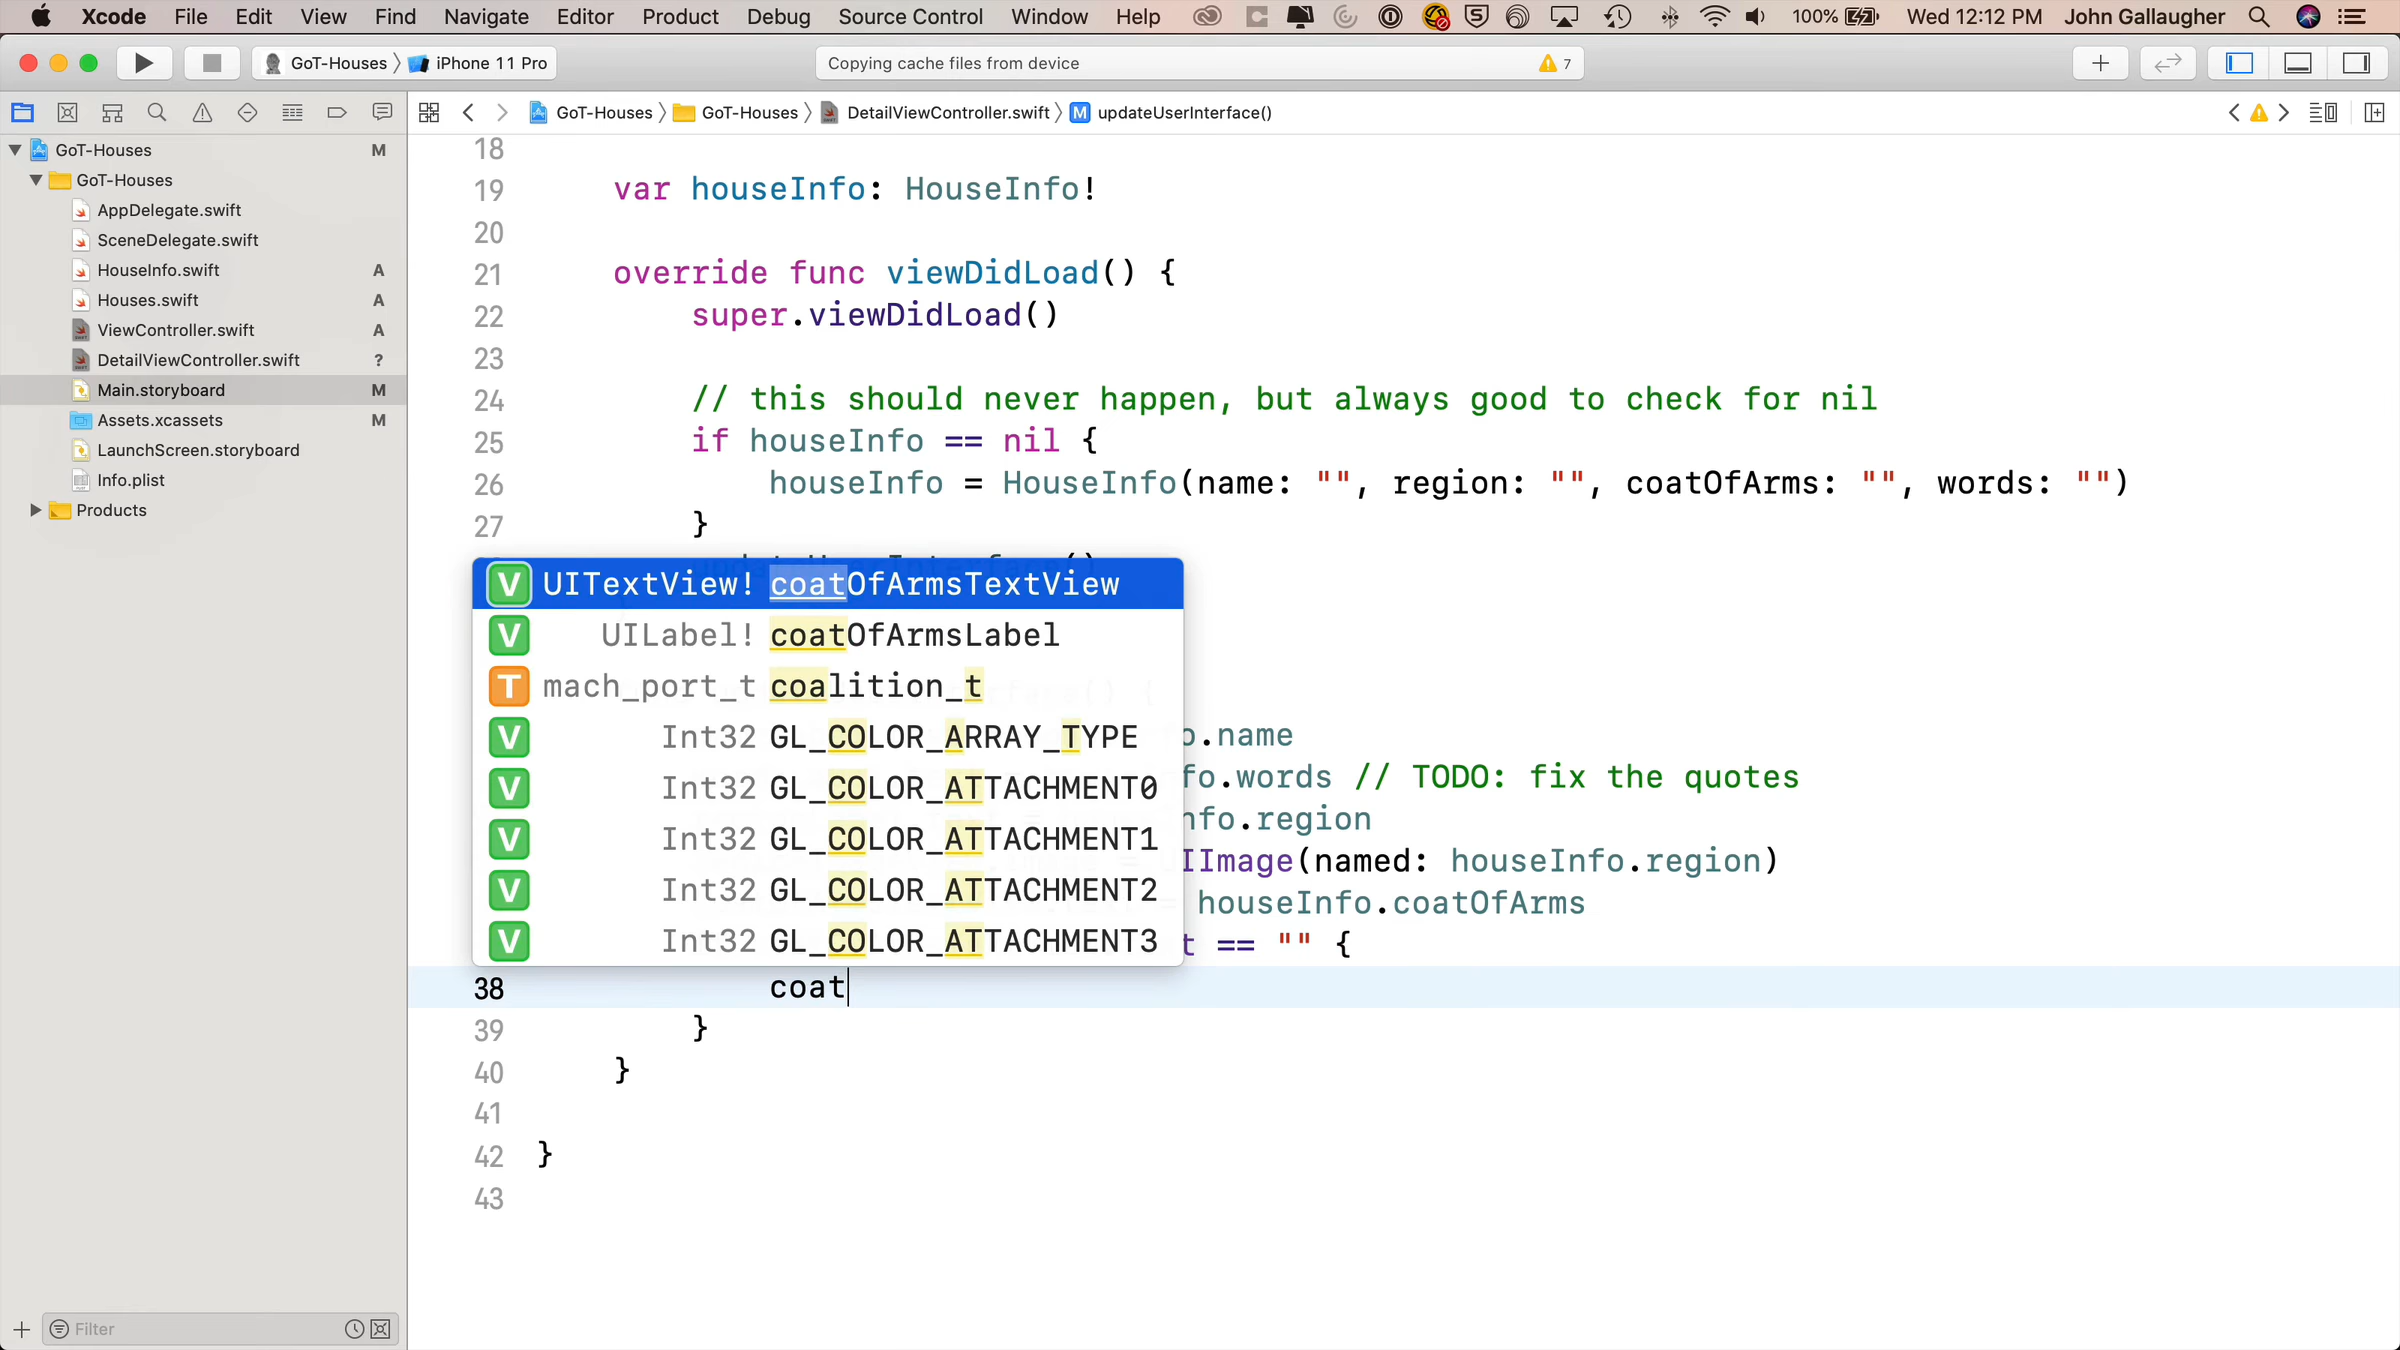 Xcode File Edit View Find Navigate Editor Product Debug Source Control Window Help 100% Wed 12:12 PM John Gallaugher
GoT-Houses iPhone 11 Pro Copying cache files from device 7
GoT-Houses GoT-Houses DetailViewController.swift M updateUserInterface()
GoT-Houses M
GoT-Houses
AppDelegate.swift
SceneDelegate.swift
HouseInfo.swift A
Houses.swift A
ViewController.swift A
DetailViewController.swift ?
Main.storyboard M
Assets.xcassets M
LaunchScreen.storyboard
Info.plist
Products
Filter
18
19 var houseInfo: HouseInfo!
20
21 override func viewDidLoad() {
22 super.viewDidLoad()
23
24 // this should never happen, but always good to check for nil
25 if houseInfo == nil {
26 houseInfo = HouseInfo(name: "", region: "", coatOfArms: "", words: "")
27 }
V UITextView! coatOfArmsTextView
V UILabel! coatOfArmsLabel
T mach_port_t coalition_t
V Int32 GL_COLOR_ARRAY_TYPE
V Int32 GL_COLOR_ATTACHMENT0
V Int32 GL_COLOR_ATTACHMENT1
V Int32 GL_COLOR_ATTACHMENT2
V Int32 GL_COLOR_ATTACHMENT3
.name
fo.words // TODO: fix the quotes
nfo.region
UIImage(named: houseInfo.region)
= houseInfo.coatOfArms
t == "" {
38 coat
39 }
40 }
41
42 }
43